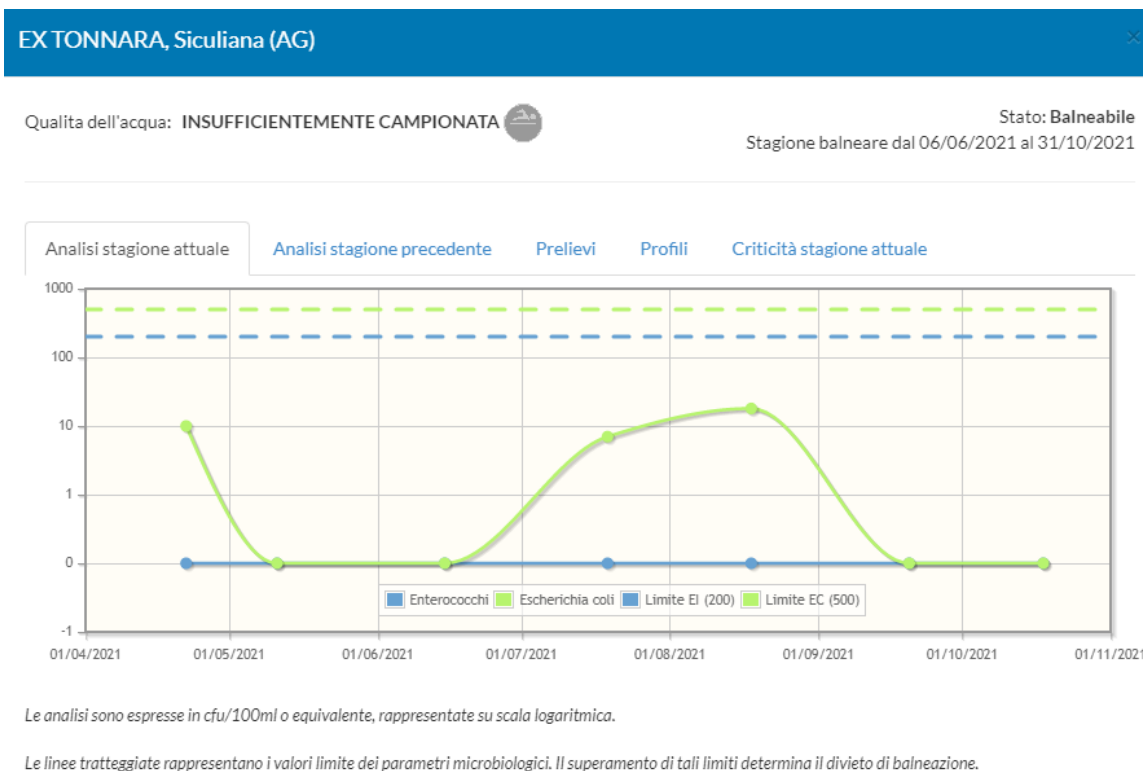 EX TONNARA, Siculiana (AG)
×
Qualita dell'acqua: INSUFFICIENTEMENTE CAMPIONATA
Stato: Balneabile
Stagione balneare dal 06/06/2021 al 31/10/2021
Analisi stagione attuale Analisi stagione precedente Prelievi Profili Criticità stagione attuale
1000
100
10
1
0
-1
Enterococchi Escherichia coli Limite EI (200) Limite EC (500)
01/04/2021 01/05/2021 01/06/2021 01/07/2021 01/08/2021 01/09/2021 01/10/2021 01/11/2021
Le analisi sono espresse in cfu/100ml o equivalente, rappresentate su scala logaritmica.
Le linee tratteggiate rappresentano i valori limite dei parametri microbiologici. Il superamento di tali limiti determina il divieto di balneazione.